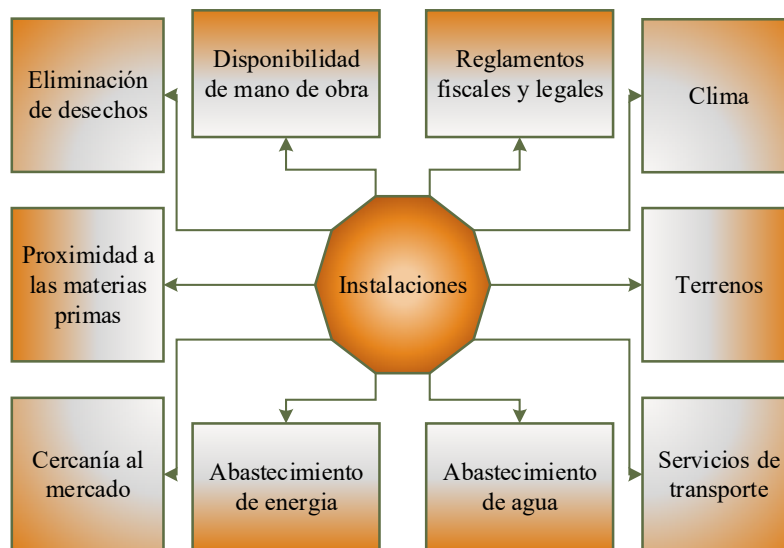 Eliminación
de desechos
Disponibilidad
de mano de obra
Reglamentos
fiscales y legales
Clima
Proximidad a
las materias
primas
Instalaciones
Terrenos
Cercanía al
mercado
Abastecimiento
de energia
Abastecimiento
de agua
Servicios de
transporte